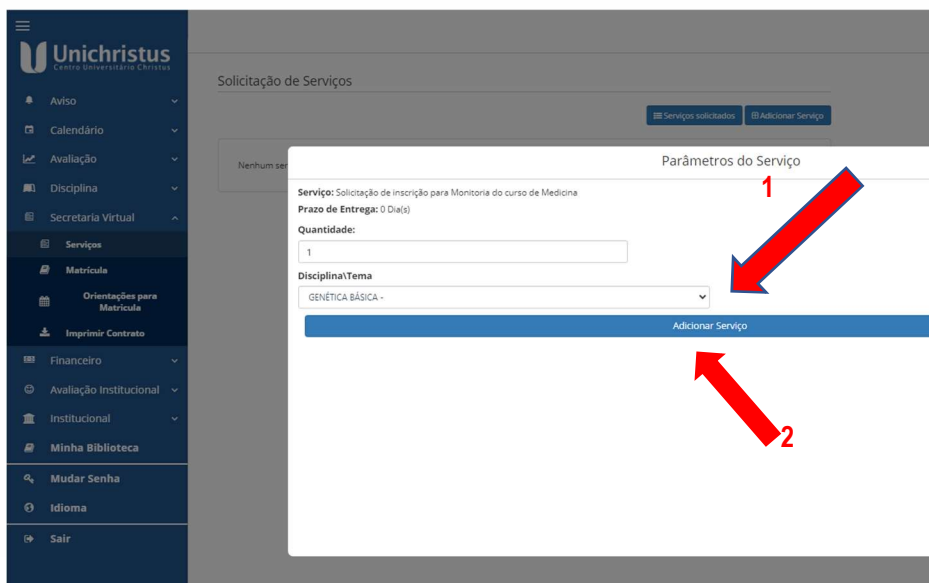 Unichristus
Centro Universitário Christus
Aviso
Calendário
Avaliação
Disciplina
Secretaria Virtual
Serviços
Matrícula
Orientações para
Matricula
Imprimir Contrato
Financeiro
Avaliação Institucional
Institucional
Minha Biblioteca
Mudar Senha
Idioma
Sair
Solicitação de Serviços
Serviços solicitados
Adicionar Serviço
Nenhum ser
Parâmetros do Serviço
1
Serviço: Solicitação de inscrição para Monitoria do curso de Medicina
Prazo de Entrega: 0 Dia(s)
Quantidade:
1
Disciplina\Tema
GENÉTICA BÁSICA -
Adicionar Serviço
2